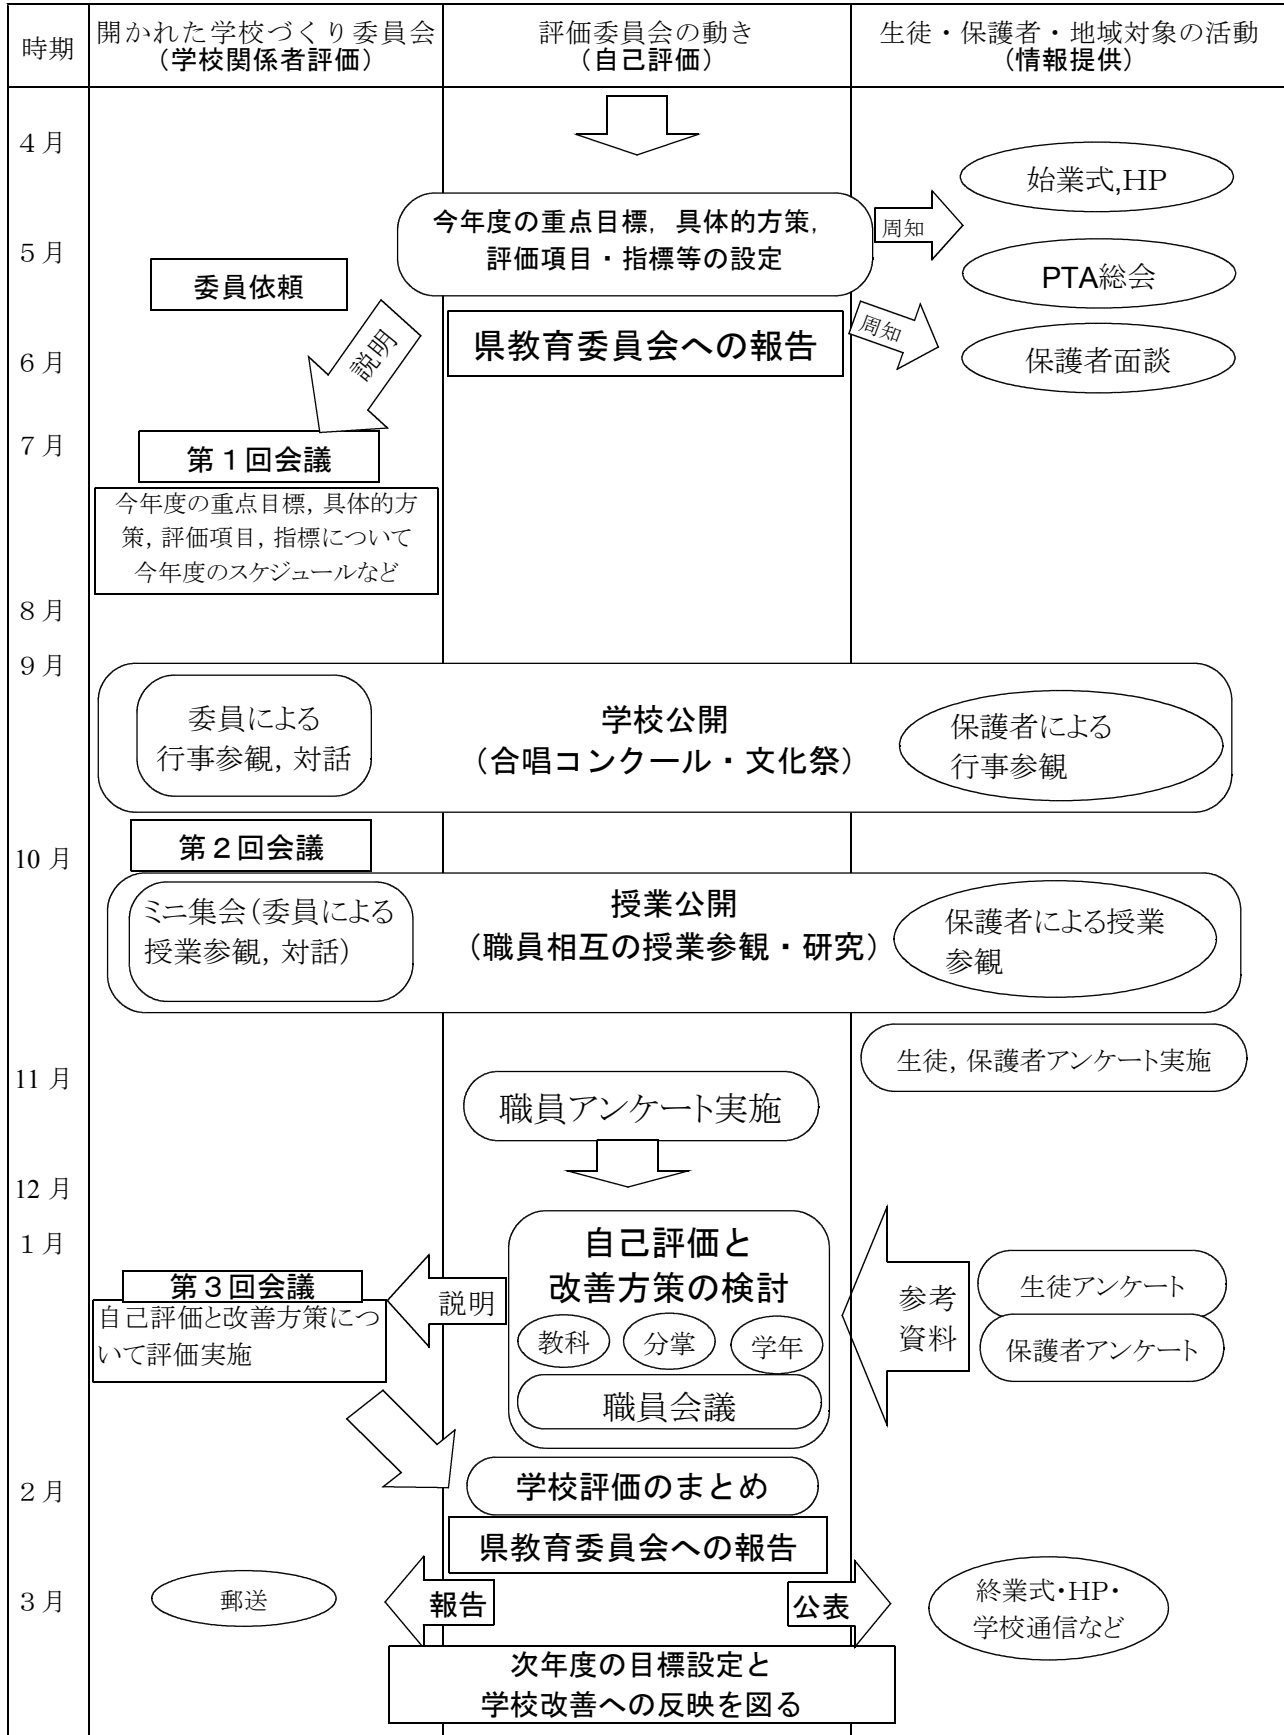 時期
開かれた学校づくり委員会
（学校関係者評価）
評価委員会の動き
（自己評価）
生徒・保護者・地域対象の活動
（情報提供）
４月
始業式,HP
今年度の重点目標，具体的方策，
評価項目・指標等の設定
周知
５月
委員依頼
PTA総会
説明
県教育委員会への報告
周知
６月
保護者面談
７月
第１回会議
今年度の重点目標, 具体的方
策, 評価項目, 指標について
今年度のスケジュールなど
８月
９月
委員による
行事参観, 対話
学校公開
（合唱コンクール・文化祭）
保護者による
行事参観
第２回会議
10 月
ミニ集会（委員による
授業参観, 対話）
授業公開
（職員相互の授業参観・研究）
保護者による授業
参観
生徒, 保護者アンケート実施
11 月
職員アンケート実施
12 月
１月
自己評価と
改善方策の検討
教科
分掌
学年
職員会議
第３回会議
自己評価と改善方策につ
いて評価実施
説明
参考
資料
生徒アンケート
保護者アンケート
２月
学校評価のまとめ
県教育委員会への報告
３月
郵送
報告
公表
終業式・HP・
学校通信など
次年度の目標設定と
学校改善への反映を図る